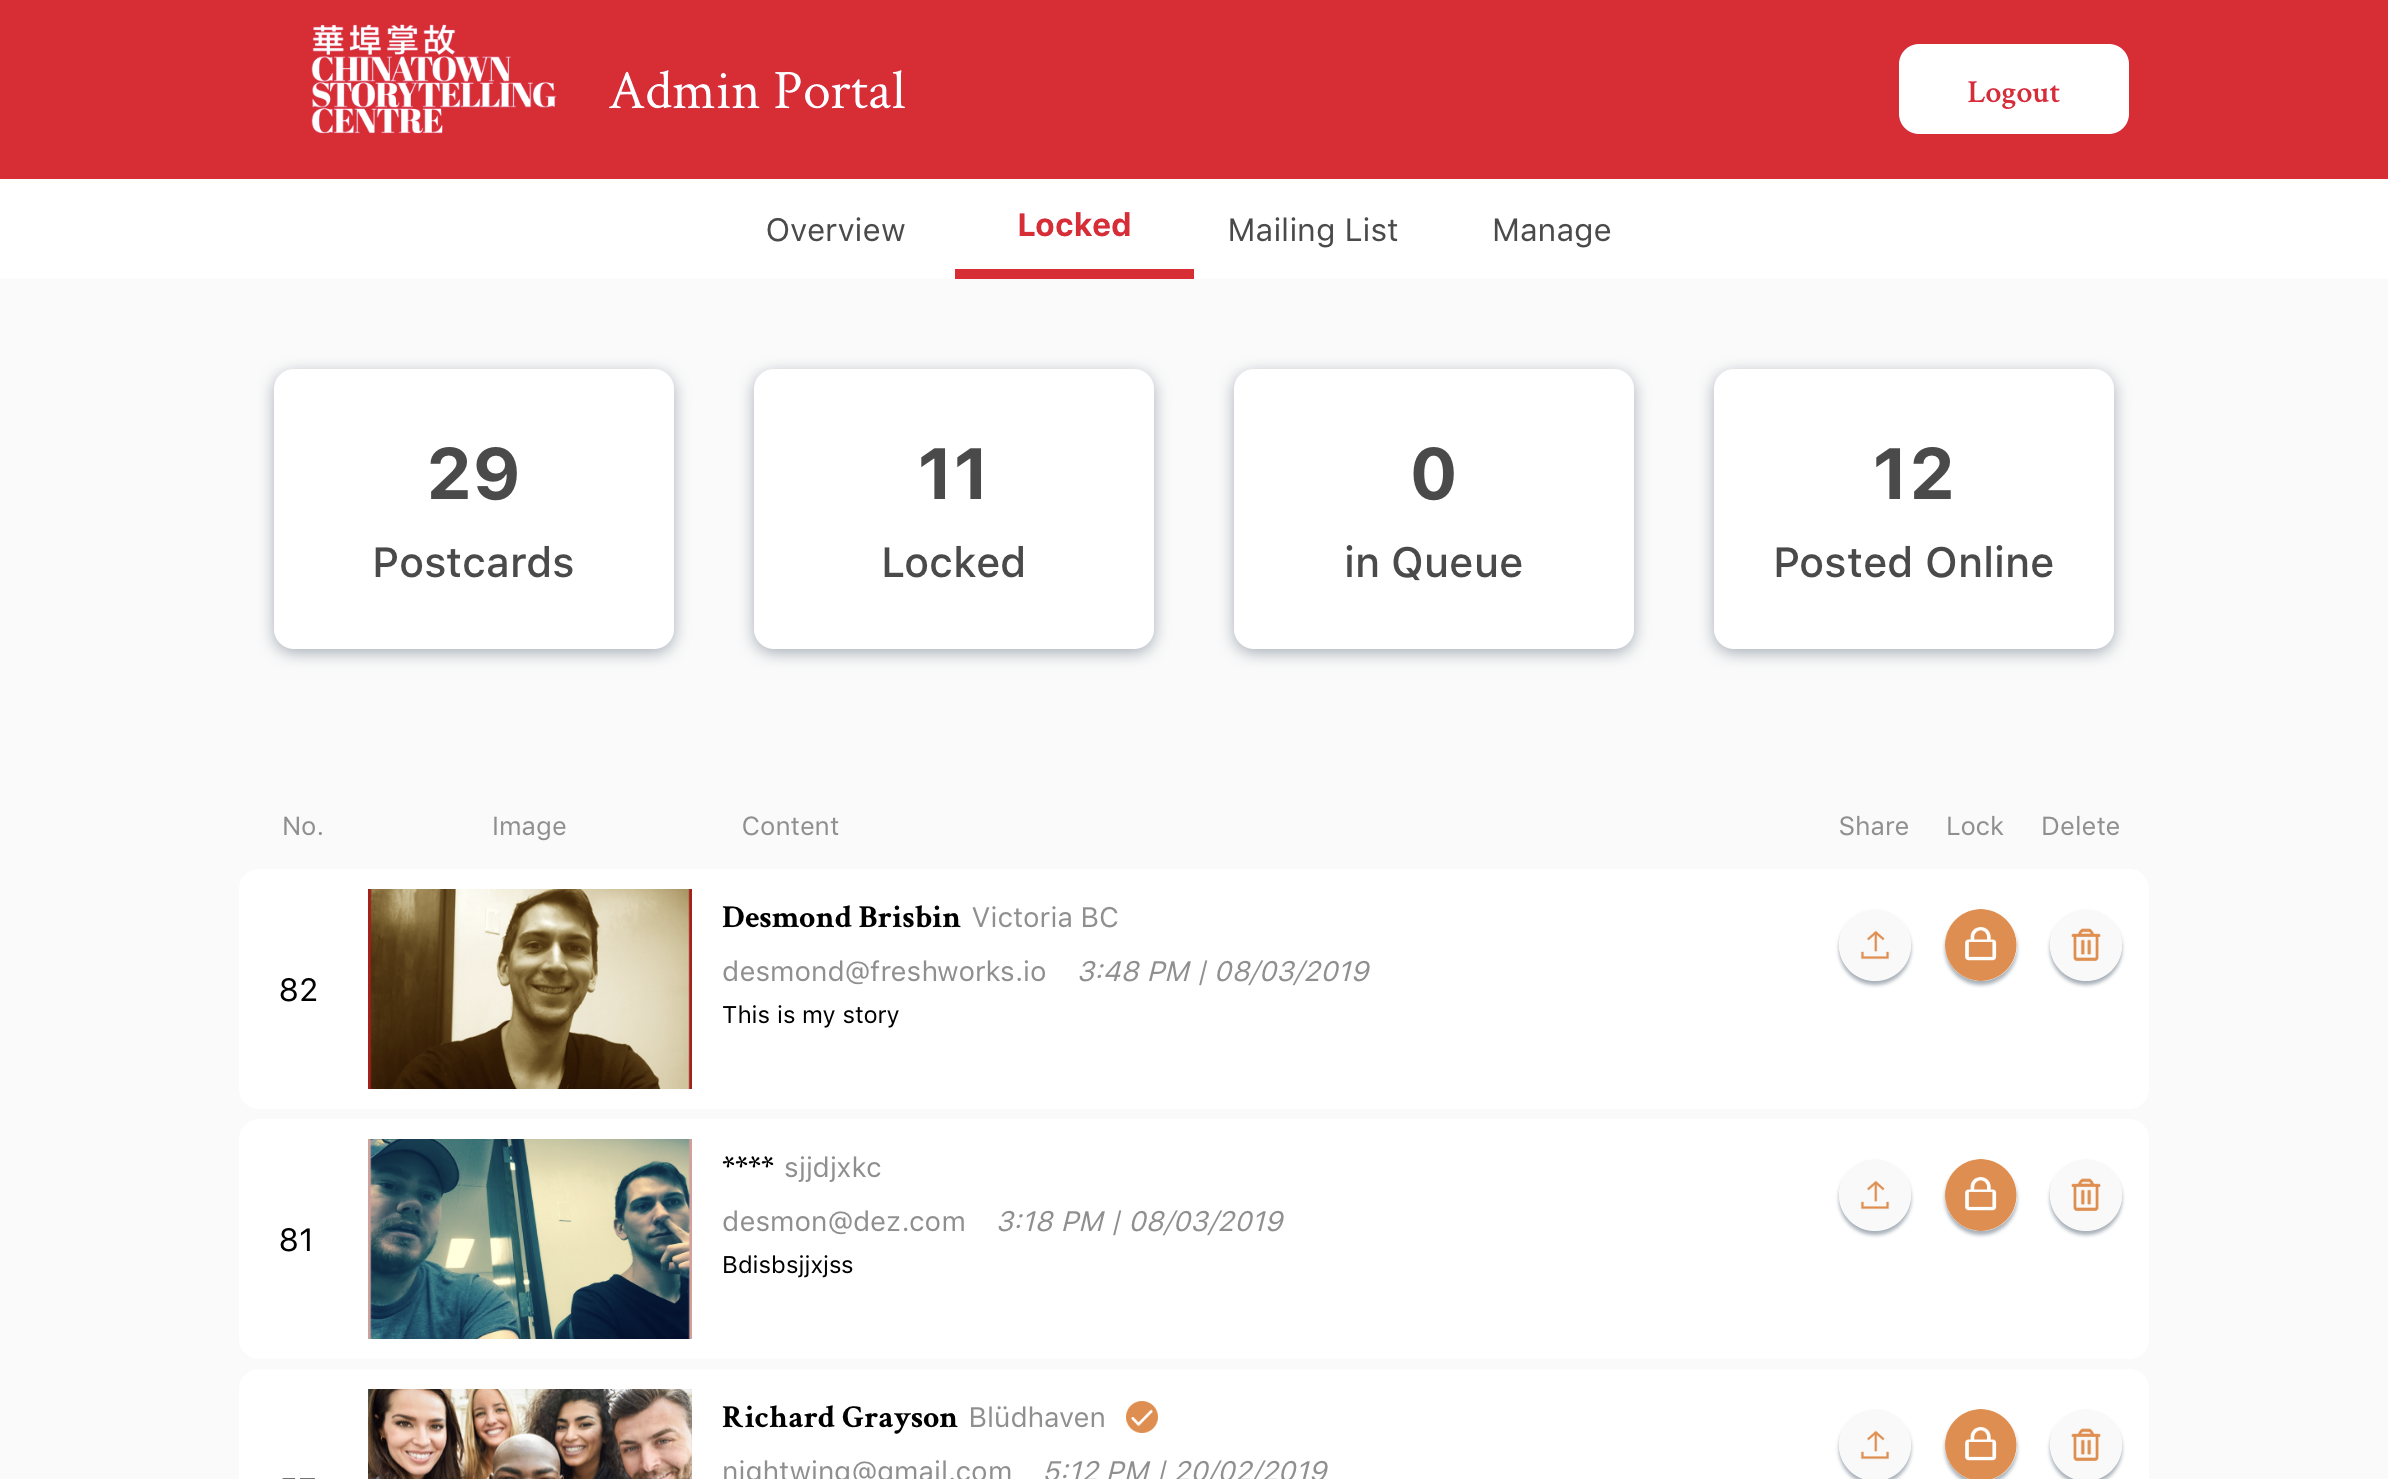 華埠掌故
CHINATOWN
STORYTELLING
CENTRE
Admin Portal
Logout
Overview
Locked
Mailing List
Manage
29
Postcards
11
Locked
0
in Queue
12
Posted Online
No.
Image
Content
Share
Lock
Delete
82
Desmond Brisbin Victoria BC
desmond@freshworks.io 3:48 PM | 08/03/2019
This is my story
81
**** sjjdjxkc
desmon@dez.com 3:18 PM | 08/03/2019
Bdisbsjjxjss
Richard Grayson Blüdhaven
nightwing@gmail.com 5:12 PM | 20/02/2019